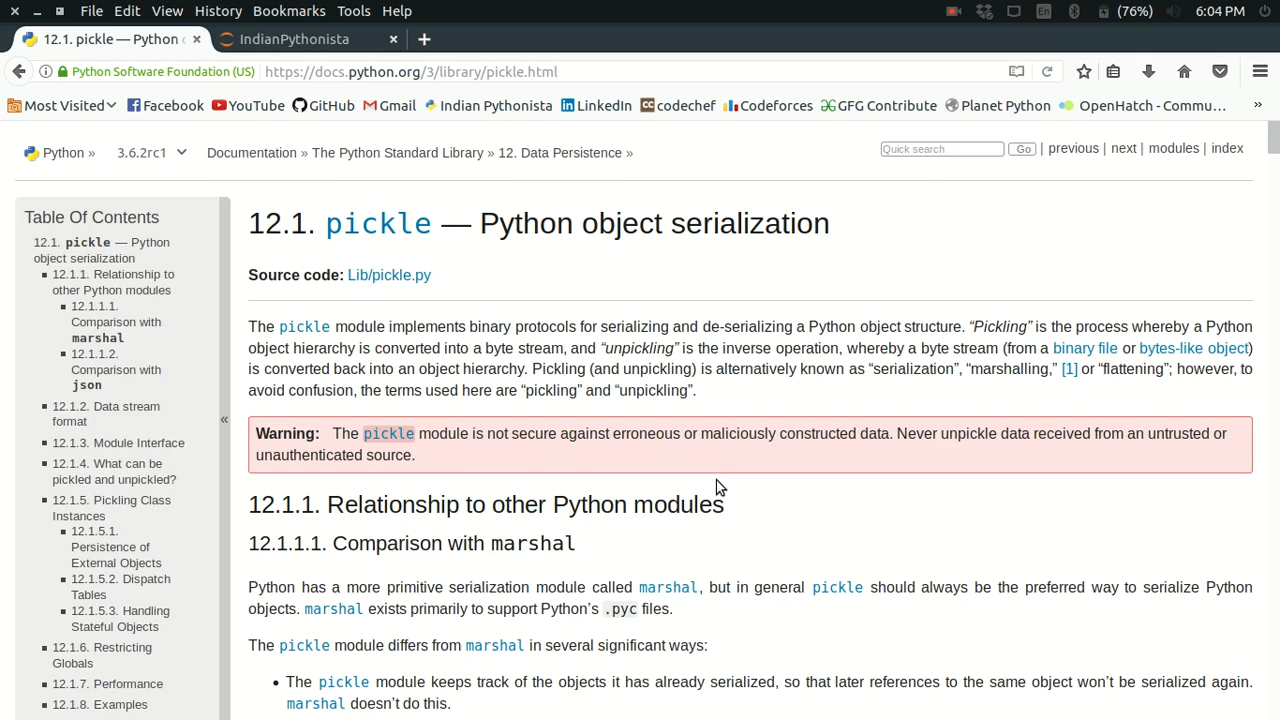 File Edit View History Bookmarks Tools Help En (76%) 6:04 PM
12.1. pickle — Python IndianPythonista
Python Software Foundation (US) https://docs.python.org/3/library/pickle.html
Most Visited Facebook YouTube GitHub Gmail Indian Pythonista LinkedIn codechef Codeforces GFG Contribute Planet Python OpenHatch - Commu… »
Python » 3.6.2rc1 Documentation » The Python Standard Library » 12. Data Persistence » Quick search Go | previous | next | modules | index
Table Of Contents
12.1. pickle — Python
object serialization
12.1.1. Relationship to
other Python modules
12.1.1.1.
Comparison with
marshal
12.1.1.2.
Comparison with
json
12.1.2. Data stream
format
12.1.3. Module Interface
12.1.4. What can be
pickled and unpickled?
12.1.5. Pickling Class
Instances
12.1.5.1.
Persistence of
External Objects
12.1.5.2. Dispatch
Tables
12.1.5.3. Handling
Stateful Objects
12.1.6. Restricting
Globals
12.1.7. Performance
12.1.8. Examples
«
12.1. pickle — Python object serialization
Source code: Lib/pickle.py
The pickle module implements binary protocols for serializing and de-serializing a Python object structure. “Pickling” is the process whereby a Python
object hierarchy is converted into a byte stream, and “unpickling” is the inverse operation, whereby a byte stream (from a binary file or bytes-like object)
is converted back into an object hierarchy. Pickling (and unpickling) is alternatively known as “serialization”, “marshalling,” [1] or “flattening”; however, to
avoid confusion, the terms used here are “pickling” and “unpickling”.
Warning: The pickle module is not secure against erroneous or maliciously constructed data. Never unpickle data received from an untrusted or
unauthenticated source.
12.1.1. Relationship to other Python modules
12.1.1.1. Comparison with marshal
Python has a more primitive serialization module called marshal, but in general pickle should always be the preferred way to serialize Python
objects. marshal exists primarily to support Python’s .pyc files.
The pickle module differs from marshal in several significant ways:
• The pickle module keeps track of the objects it has already serialized, so that later references to the same object won’t be serialized again.
marshal doesn’t do this.